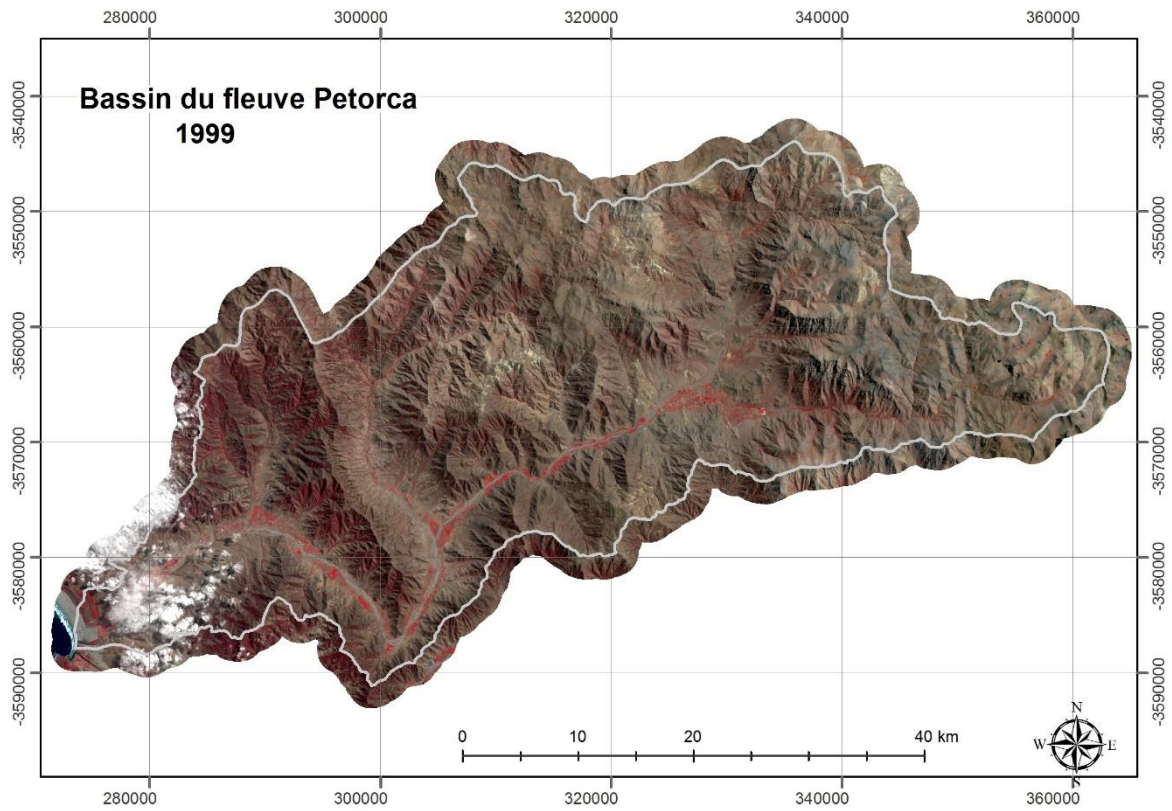 280000 300000 320000 340000 360000
Bassin du fleuve Petorca
1999
-3540000 -3540000
-3550000 -3550000
-3560000 -3560000
-3570000 -3570000
-3580000 -3580000
-3590000 -3590000
0 10 20 40 km
N
W E
S
280000 300000 320000 340000 360000